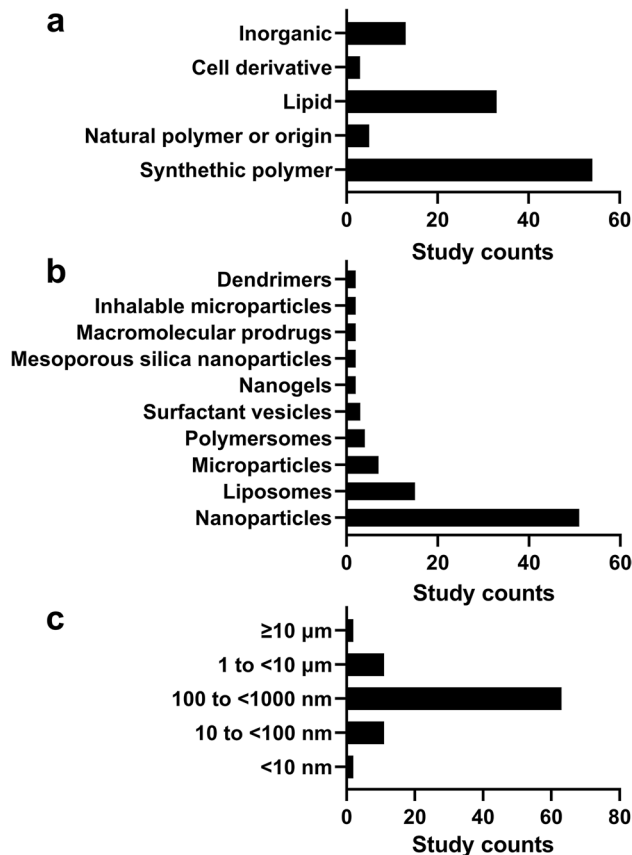 a
Inorganic
Cell derivative
Lipid
Natural polymer or origin
Synthethic polymer
0 20 40 60
Study counts
b
Dendrimers
Inhalable microparticles
Macromolecular prodrugs
Mesoporous silica nanoparticles
Nanogels
Surfactant vesicles
Polymersomes
Microparticles
Liposomes
Nanoparticles
0 20 40 60
Study counts
c
≥10 µm
1 to <10 µm
100 to <1000 nm
10 to <100 nm
<10 nm
0 20 40 60 80
Study counts